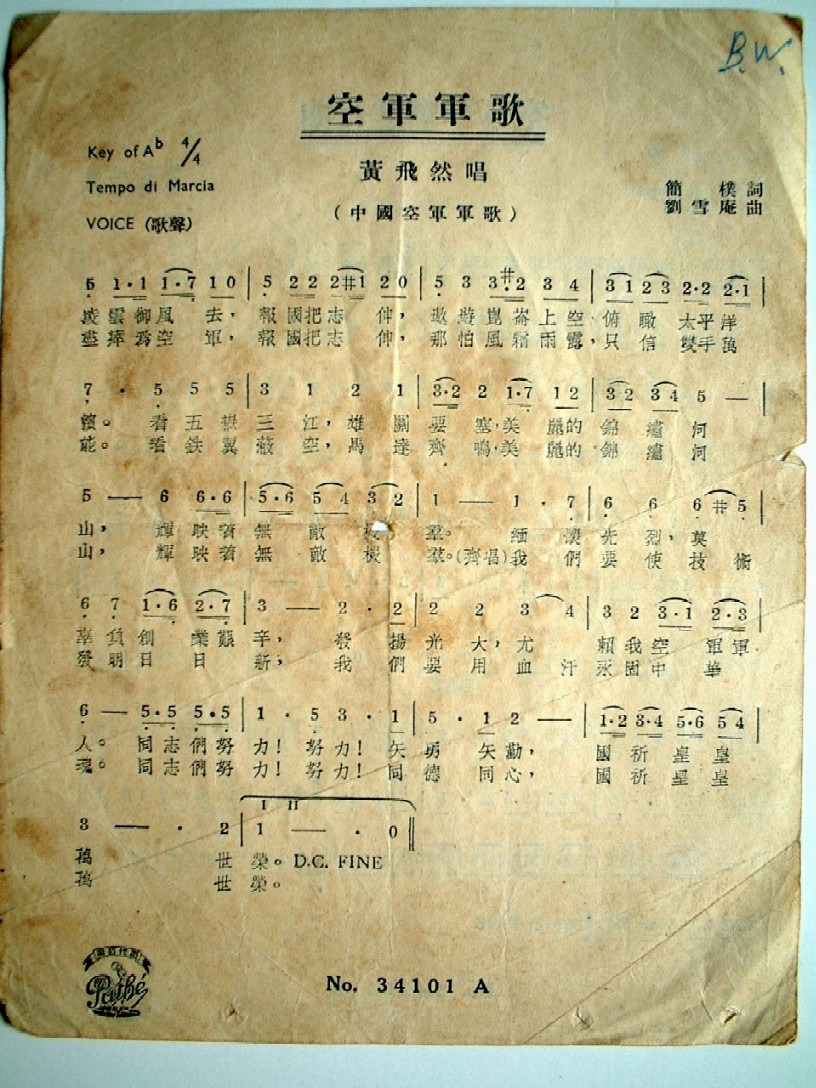 B.W.
空軍軍歌
Key of Ab 4/4
黃飛然唱
Tempo di Marcia
簡樸詞
VOICE (歌聲)
(中國空軍軍歌)
劉雪庵曲
5 1·1 1·7 1 0 | 5 2 2 2 #1 2 0 | 5 3 3·#2 3 4 | 3 1 2 3 2·2 2·1 |
凌雲御風去，報國把志伸，遨遊崑崙上空俯瞰太平洋
盡瘁為空軍，報國把志伸，那怕風霜雨露，只信雙手萬
7 · 5 5 5 | 3 1 2 1 | 3·2 2 1·7 1 2 | 3 2 3 4 5 — |
濱。看五嶽三江，雄關要塞，美麗的錦繡河
能。看鉄翼蔽空，馬達齊鳴，美麗的錦繡河
5 — 6 6·6 | 5·6 5 4 3 2 | 1 — 1 · 7 | 6 6 6 #5 |
山，輝映着無敵機羣。緬懷先烈，莫
山，輝映着無敵機羣。(齊唱)我們要使技術
6 7 1·6 2·7 | 3 — 2 · 2 | 2 2 3 4 | 3 2 3·1 2·3 |
辜負創業艱辛，發揚光大，尤賴我空軍軍
發明日日新，我們要用血汗永固中華
6 — 5·5 5·5 | 1 · 5 3 · 1 | 5 · 1 2 — | 1·2 3·4 5·6 5 4 |
人。同志們努力！努力！矢勇矢勤，國祈皇皇
魂。同志們努力！努力！同德同心，國祈皇皇
I II
3 — · 2 | 1 — · 0 ||
萬世榮。D.C. FINE
萬世榮。
Pathé
No. 34101 A